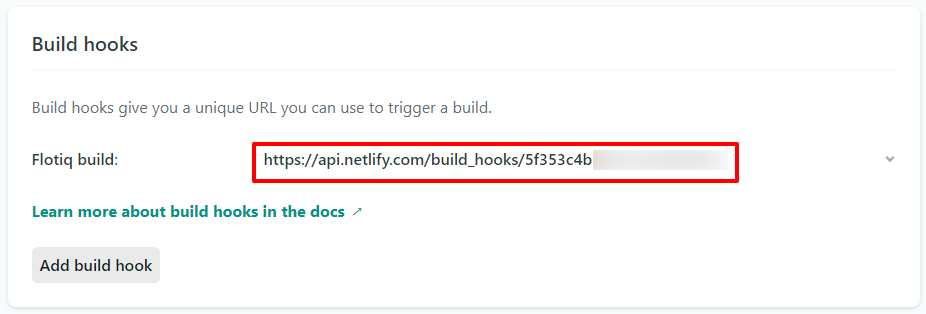 Build hooks
Build hooks give you a unique URL you can use to trigger a build.
Flotiq build: https://api.netlify.com/build_hooks/5f353c4b
Learn more about build hooks in the docs ↗
Add build hook